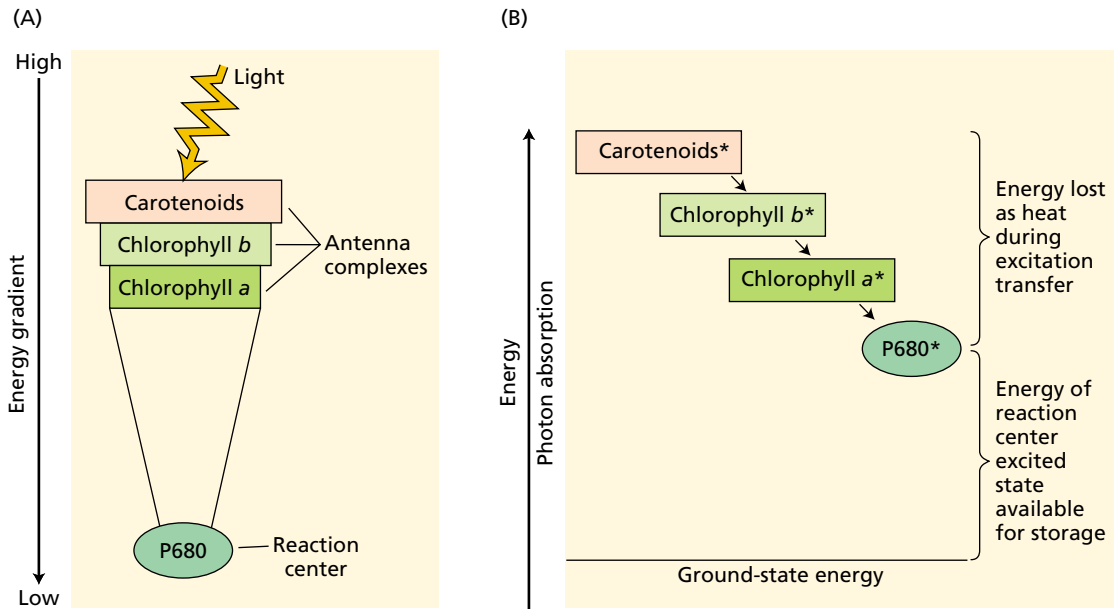 (A)
High
Energy gradient
Low
Light
Carotenoids
Chlorophyll b
Chlorophyll a
Antenna
complexes
P680
Reaction
center
(B)
Energy
Photon absorption
Carotenoids*
Chlorophyll b*
Chlorophyll a*
P680*
Energy lost
as heat
during
excitation
transfer
Energy of
reaction
center
excited
state
available
for storage
Ground-state energy